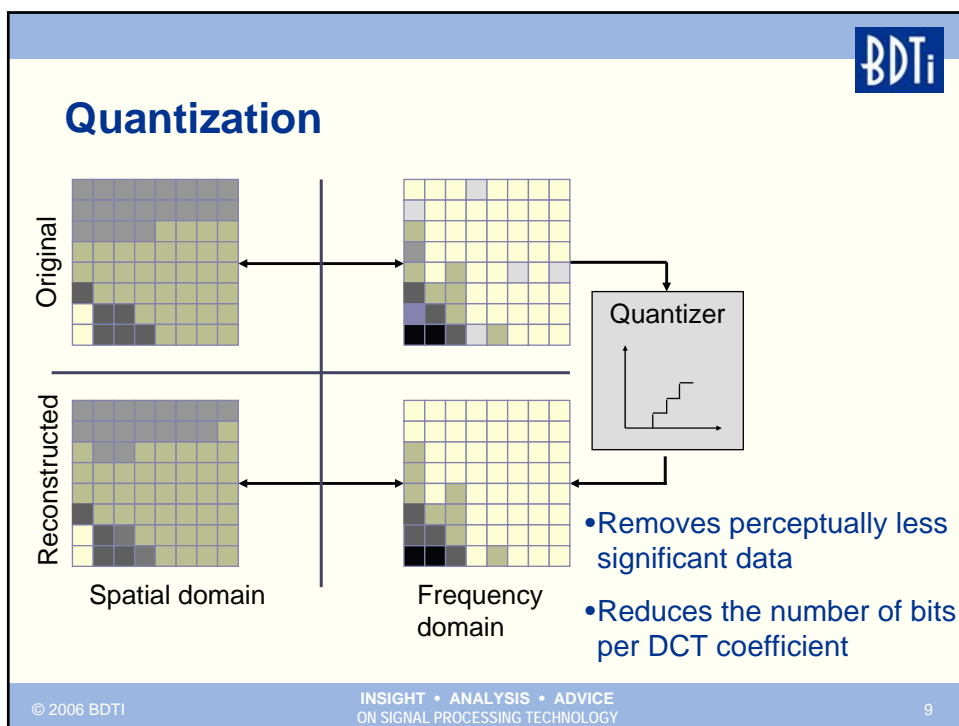 BDTi
Quantization
Original
Quantizer
Reconstructed
Spatial domain
Frequency
domain
•Removes perceptually less
significant data
•Reduces the number of bits
per DCT coefficient
© 2006 BDTI
INSIGHT • ANALYSIS • ADVICE
ON SIGNAL PROCESSING TECHNOLOGY
9